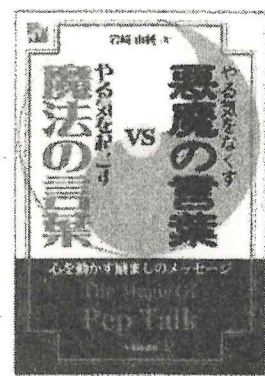 岩﨑 由純 著
やる気をなくす
悪魔の言葉
VS
やる気を起こす
魔法の言葉
心を動かす励ましのメッセージ
The Magic Of
Pep Talk